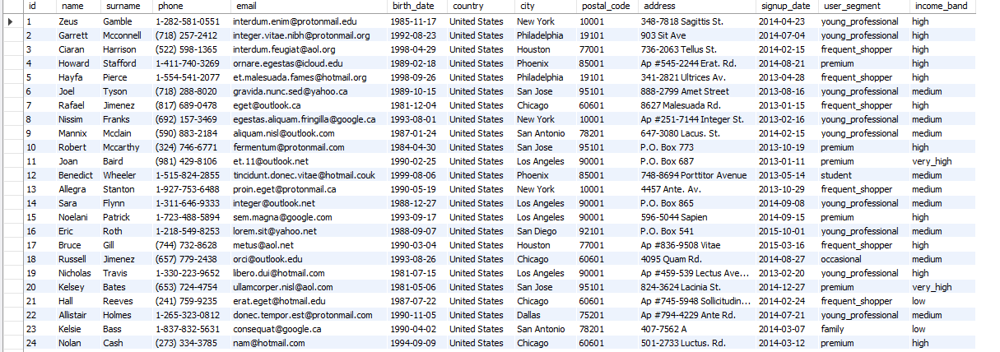 id name surname phone email birth_date country city postal_code address signup_date user_segment income_band
1 Zeus Gamble 1-282-581-0551 interdum.enim@protonmail.edu 1985-11-17 United States New York 10001 348-7818 Sagittis St. 2014-04-23 young_professional high
2 Garrett Mcconnell (718) 257-2412 integer.vitae.nibh@protonmail.org 1992-08-23 United States Philadelphia 19101 903 Sit Ave 2014-07-04 young_professional high
3 Ciaran Harrison (522) 598-1365 interdum.feugiat@aol.org 1998-04-29 United States Houston 77001 736-2063 Tellus St. 2014-02-15 frequent_shopper high
4 Howard Stafford 1-411-740-3269 ornare.egestas@icloud.edu 1989-02-18 United States Phoenix 85001 Ap #545-2244 Erat. Rd. 2014-08-21 premium high
5 Hayfa Pierce 1-554-541-2077 et.malesuada.fames@hotmail.org 1998-09-26 United States Philadelphia 19101 341-2821 Ultrices Av. 2013-04-28 frequent_shopper high
6 Joel Tyson (718) 288-8020 gravida.nunc.sed@yahoo.ca 1989-10-15 United States San Jose 95101 888-2799 Amet Street 2013-08-16 young_professional medium
7 Rafael Jimenez (817) 689-0478 eget@outlook.ca 1981-12-04 United States Chicago 60601 8627 Malesuada Rd. 2013-01-15 frequent_shopper high
8 Nissim Franks (692) 157-3469 egestas.aliquam.fringilla@google.ca 1993-08-01 United States New York 10001 Ap #251-7144 Integer St. 2013-02-16 young_professional medium
9 Mannix Mcclain (590) 883-2184 aliquam.nisl@outlook.com 1987-01-24 United States San Antonio 78201 647-3080 Lacus. St. 2014-02-15 young_professional medium
10 Robert Mccarthy (324) 746-6771 fermentum@protonmail.com 1984-04-30 United States San Jose 95101 P.O. Box 773 2013-10-19 premium high
11 Joan Baird (981) 429-8106 et.11@outlook.net 1990-02-25 United States Los Angeles 90001 P.O. Box 687 2013-01-11 premium very_high
12 Benedict Wheeler 1-515-824-2855 tincidunt.donec.vitae@hotmail.couk 1999-08-06 United States Phoenix 85001 748-8694 Porttitor Avenue 2013-05-14 student medium
13 Allegra Stanton 1-927-753-6488 proin.eget@protonmail.ca 1990-05-19 United States New York 10001 4457 Ante. Av. 2013-10-29 frequent_shopper medium
14 Sara Flynn 1-311-646-9333 integer@outlook.net 1988-12-27 United States Los Angeles 90001 P.O. Box 865 2014-09-08 young_professional medium
15 Noelani Patrick 1-723-488-5894 sem.magna@google.com 1993-09-17 United States Los Angeles 90001 596-5044 Sapien 2014-09-15 premium high
16 Eric Roth 1-218-549-8253 lorem.sit@yahoo.net 1988-09-07 United States San Diego 92101 P.O. Box 541 2015-10-01 young_professional medium
17 Bruce Gill (744) 732-8628 metus@aol.net 1990-03-04 United States Houston 77001 Ap #836-9508 Vitae 2015-03-16 frequent_shopper high
18 Russell Jimenez (657) 779-2438 orci@outlook.edu 1993-08-26 United States Chicago 60601 4095 Quam Rd. 2014-08-27 occasional medium
19 Nicholas Travis 1-330-223-9652 libero.dui@hotmail.com 1981-07-15 United States Los Angeles 90001 Ap #459-539 Lectus Ave... 2013-02-20 young_professional high
20 Kelsey Bates (653) 724-4754 ullamcorper.nisl@aol.com 1981-05-06 United States San Jose 95101 824-3624 Lacinia St. 2014-12-27 premium very_high
21 Hall Reeves (241) 759-9235 erat.eget@hotmail.edu 1987-07-22 United States Chicago 60601 Ap #745-5948 Sollicitudin... 2014-02-24 frequent_shopper low
22 Allistair Holmes 1-265-323-0812 donec.tempor.est@protonmail.com 1990-11-05 United States Dallas 75201 Ap #794-4229 Ante Rd. 2014-07-21 young_professional medium
23 Kelsie Bass 1-837-832-5631 consequat@google.ca 1990-04-02 United States San Antonio 78201 407-7562 A 2014-03-07 family low
24 Nolan Cash (273) 334-3785 nam@hotmail.com 1994-09-09 United States Chicago 60601 501-2733 Luctus. Rd. 2014-03-12 premium high